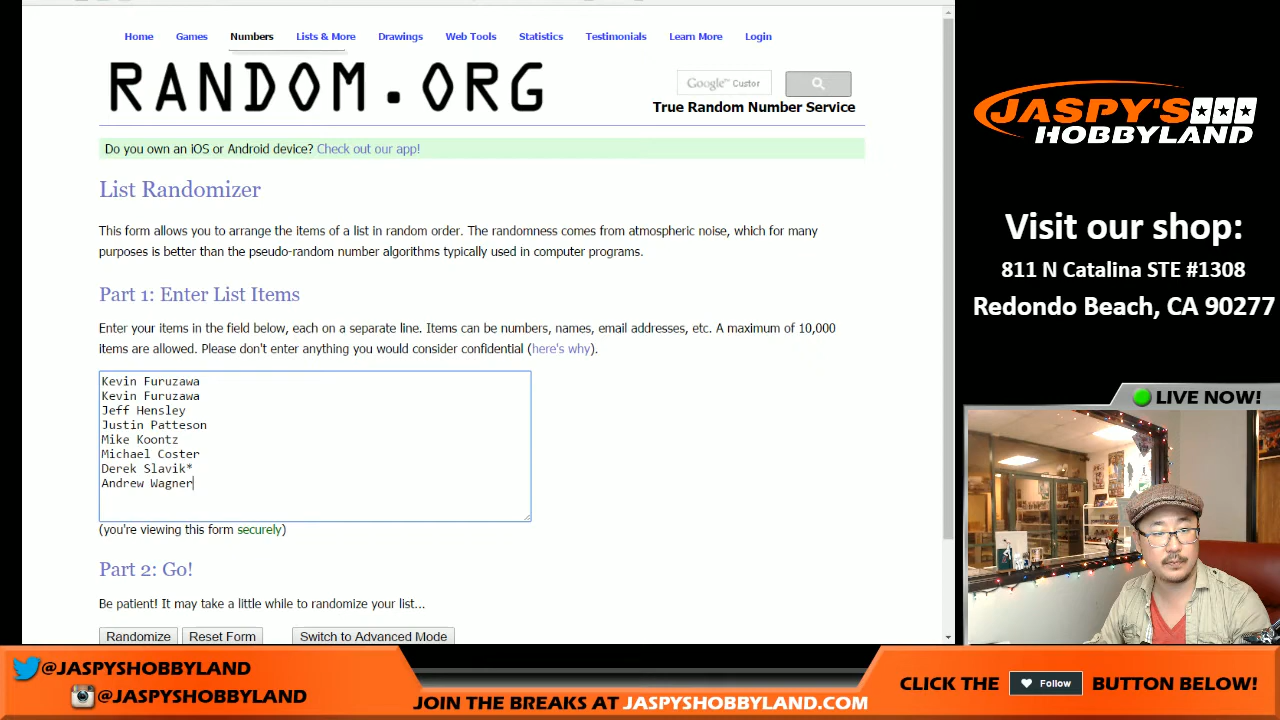 Home Games Numbers Lists & More Drawings Web Tools Statistics Testimonials Learn More Login
RANDOM.ORG
Google™ Custor
True Random Number Service
Do you own an iOS or Android device? Check out our app!
List Randomizer
This form allows you to arrange the items of a list in random order. The randomness comes from atmospheric noise, which for many
purposes is better than the pseudo-random number algorithms typically used in computer programs.
Part 1: Enter List Items
Enter your items in the field below, each on a separate line. Items can be numbers, names, email addresses, etc. A maximum of 10,000
items are allowed. Please don't enter anything you would consider confidential (here's why).
Kevin Furuzawa
Kevin Furuzawa
Jeff Hensley
Justin Patteson
Mike Koontz
Michael Coster
Derek Slavik*
Andrew Wagner
(you're viewing this form securely)
Part 2: Go!
Be patient! It may take a little while to randomize your list...
Randomize Reset Form Switch to Advanced Mode
JASPY'S
HOBBYLAND
Visit our shop:
811 N Catalina STE #1308
Redondo Beach, CA 90277
LIVE NOW!
@JASPYSHOBBYLAND
@JASPYSHOBBYLAND
JOIN THE BREAKS AT JASPYSHOBBYLAND.COM
CLICK THE Follow BUTTON BELOW!